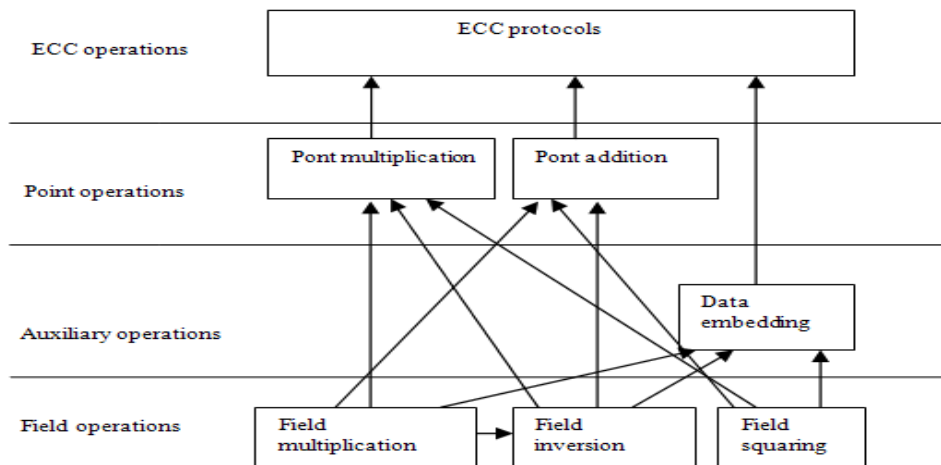 ECC protocols
ECC operations
Pont multiplication
Pont addition
Point operations
Data
embedding
Auxiliary operations
Field operations
Field
multiplication
Field
inversion
Field
squaring